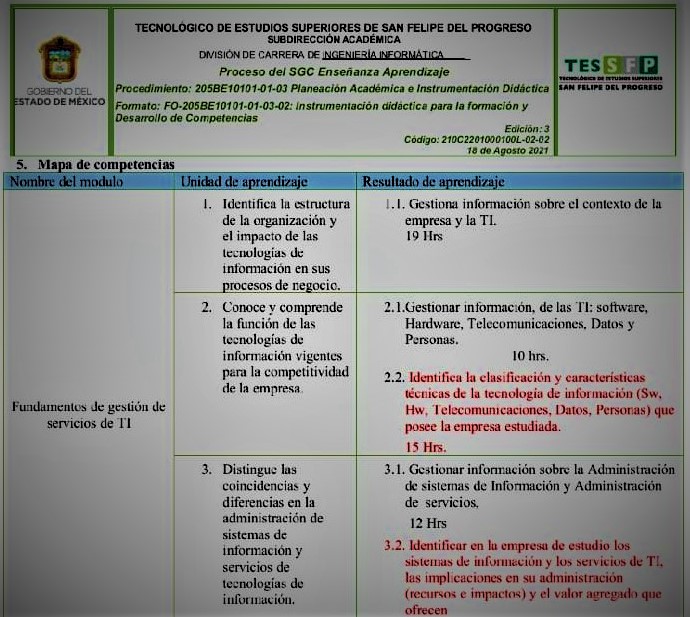 TECNOLÓGICO DE ESTUDIOS SUPERIORES DE SAN FELIPE DEL PROGRESO
SUBDIRECCIÓN ACADÉMICA
DIVISIÓN DE CARRERA DE INGENIERÍA INFORMÁTICA
Proceso del SGC Enseñanza Aprendizaje
Procedimiento: 205BE10101-01-03 Planeación Académica e Instrumentación Didáctica
Formato: FO-205BE10101-01-03-02: Instrumentación didáctica para la formación y
Desarrollo de Competencias
Edición: 3
Código: 210C2201000100L-02-02
18 de Agosto 2021
GOBIERNO DEL
ESTADO DE MÉXICO
TESSFP
TECNOLÓGICO DE ESTUDIOS SUPERIORES
SAN FELIPE DEL PROGRESO
5. Mapa de competencias
Nombre del modulo
Unidad de aprendizaje
Resultado de aprendizaje
Fundamentos de gestión de
servicios de TI
1. Identifica la estructura
de la organización y
el impacto de las
tecnologías de
información en sus
procesos de negocio.
1.1. Gestiona información sobre el contexto de la
empresa y la TI.
19 Hrs
2. Conoce y comprende
la función de las
tecnologías de
información vigentes
para la competitividad
de la empresa.
2.1.Gestionar información, de las TI: software,
Hardware, Telecomunicaciones, Datos y
Personas.
10 hrs.
2.2. Identifica la clasificación y características
técnicas de la tecnología de información (Sw,
Hw, Telecomunicaciones, Datos, Personas) que
posee la empresa estudiada.
15 Hrs.
3. Distingue las
coincidencias y
diferencias en la
administración de
sistemas de
información y
servicios de
tecnologías de
información.
3.1. Gestionar información sobre la Administración
de sistemas de Información y Administración
de servicios,
12 Hrs
3.2. Identificar en la empresa de estudio los
sistemas de información y los servicios de TI,
las implicaciones en su administración
(recursos e impactos) y el valor agregado que
ofrecen